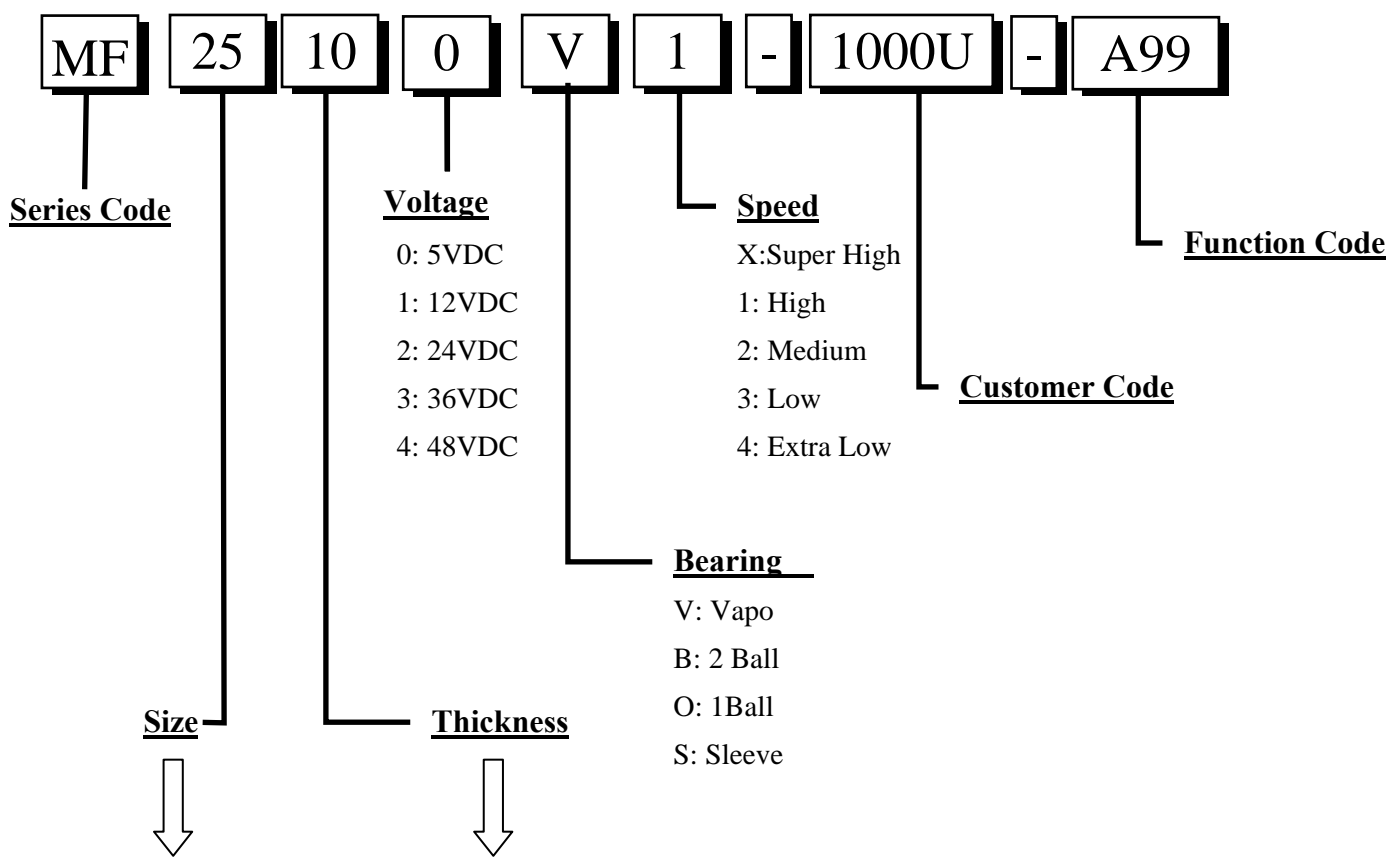 MF 25 10 0 V 1 - 1000U - A99
Series Code
Voltage
0: 5VDC
1: 12VDC
2: 24VDC
3: 36VDC
4: 48VDC
Speed
X:Super High
1: High
2: Medium
3: Low
4: Extra Low
Function Code
Customer Code
Bearing
V: Vapo
B: 2 Ball
O: 1Ball
S: Sleeve
Size
Thickness